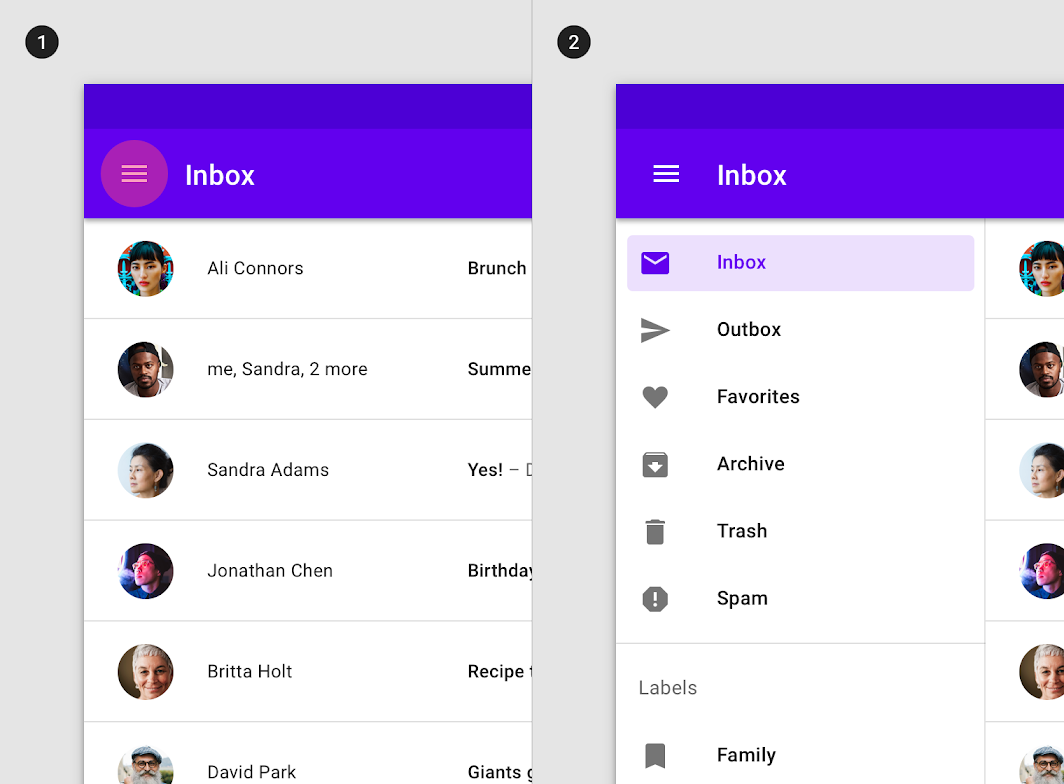 1
Inbox
Ali Connors Brunch
me, Sandra, 2 more Summe
Sandra Adams Yes! – D
Jonathan Chen Birthday
Britta Holt Recipe t
David Park Giants g
2
Inbox
Inbox
Outbox
Favorites
Archive
Trash
Spam
Labels
Family